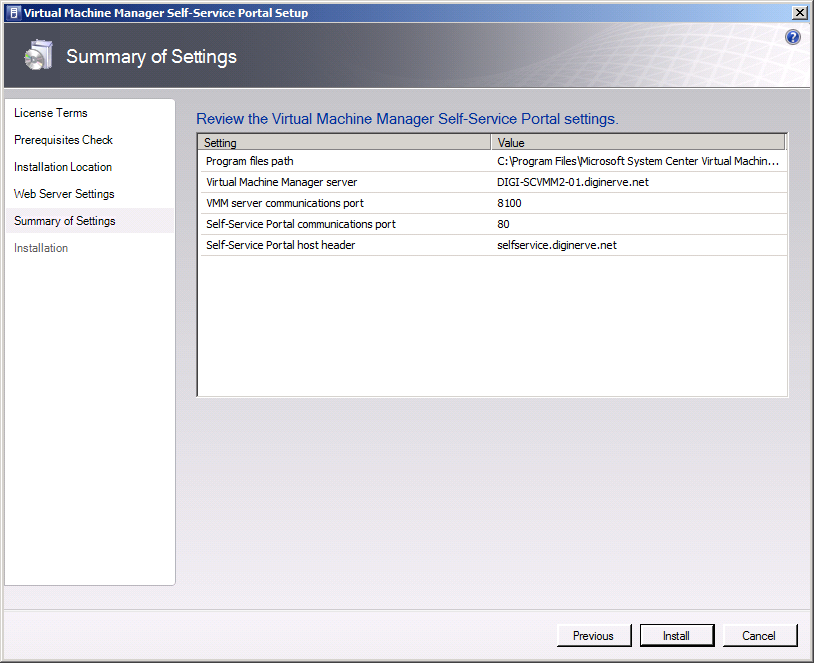 Virtual Machine Manager Self-Service Portal Setup
Summary of Settings
License Terms
Prerequisites Check
Installation Location
Web Server Settings
Summary of Settings
Installation
Review the Virtual Machine Manager Self-Service Portal settings.
Setting Value
Program files path C:\Program Files\Microsoft System Center Virtual Machin...
Virtual Machine Manager server DIGI-SCVMM2-01.diginerve.net
VMM server communications port 8100
Self-Service Portal communications port 80
Self-Service Portal host header selfservice.diginerve.net
Previous Install Cancel